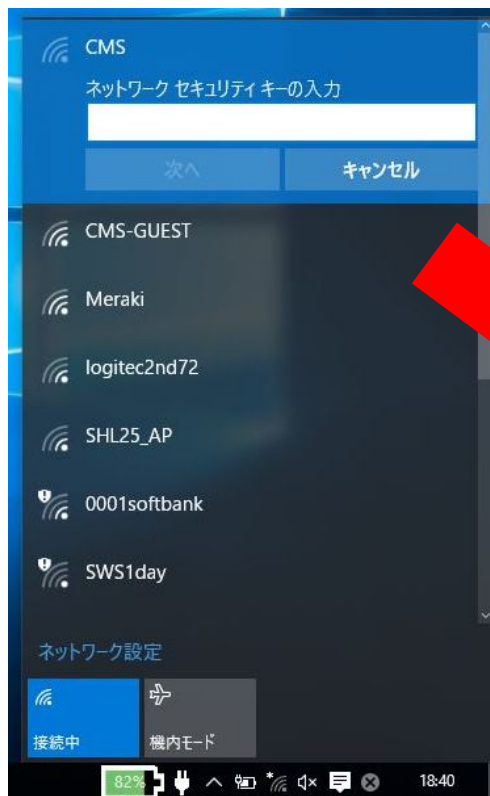 CMS
ネットワーク セキュリティ キーの入力
次へ
キャンセル
CMS-GUEST
Meraki
logitec2nd72
SHL25_AP
0001softbank
SWS1day
ネットワーク設定
接続中
機内モード
82%
18:40